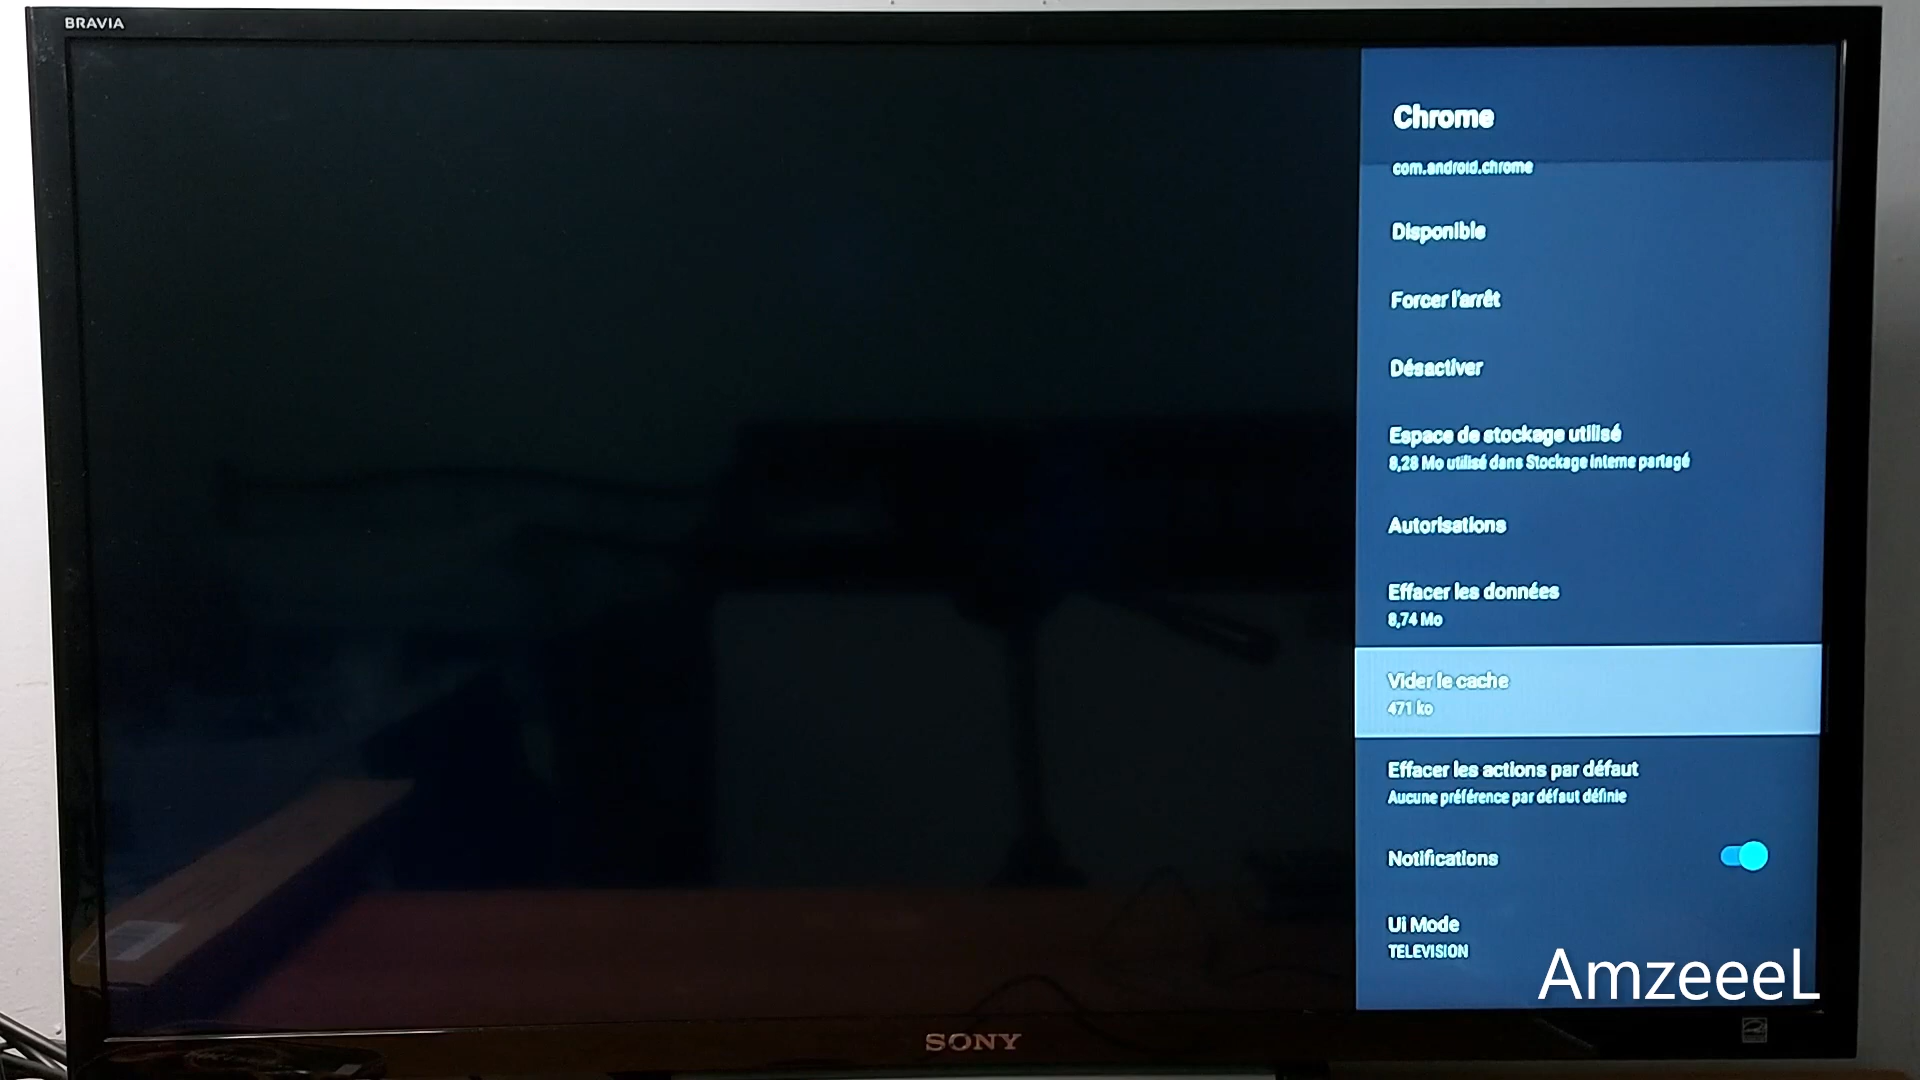 BRAVIA
Chrome
com.android.chrome
Disponible
Forcer l'arrêt
Désactiver
Espace de stockage utilisé
8,28 Mo utilisé dans Stockage interne partagé
Autorisations
Effacer les données
8,74 Mo
Vider le cache
471 ko
Effacer les actions par défaut
Aucune préférence par défaut définie
Notifications
Ui Mode
TELEVISION
AmzeeeL
SONY